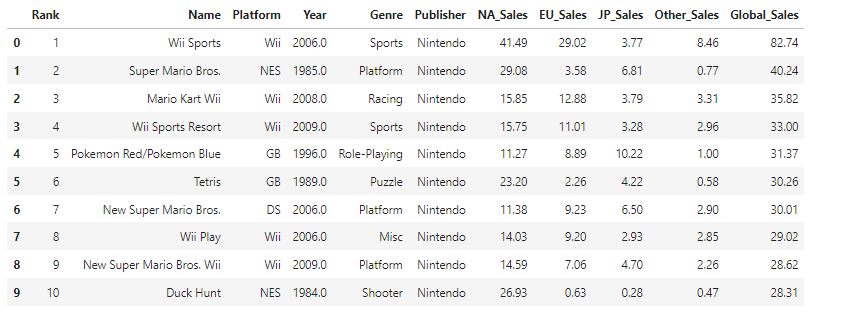 Rank Name Platform Year Genre Publisher NA_Sales EU_Sales JP_Sales Other_Sales Global_Sales
0 1 Wii Sports Wii 2006.0 Sports Nintendo 41.49 29.02 3.77 8.46 82.74
1 2 Super Mario Bros. NES 1985.0 Platform Nintendo 29.08 3.58 6.81 0.77 40.24
2 3 Mario Kart Wii Wii 2008.0 Racing Nintendo 15.85 12.88 3.79 3.31 35.82
3 4 Wii Sports Resort Wii 2009.0 Sports Nintendo 15.75 11.01 3.28 2.96 33.00
4 5 Pokemon Red/Pokemon Blue GB 1996.0 Role-Playing Nintendo 11.27 8.89 10.22 1.00 31.37
5 6 Tetris GB 1989.0 Puzzle Nintendo 23.20 2.26 4.22 0.58 30.26
6 7 New Super Mario Bros. DS 2006.0 Platform Nintendo 11.38 9.23 6.50 2.90 30.01
7 8 Wii Play Wii 2006.0 Misc Nintendo 14.03 9.20 2.93 2.85 29.02
8 9 New Super Mario Bros. Wii Wii 2009.0 Platform Nintendo 14.59 7.06 4.70 2.26 28.62
9 10 Duck Hunt NES 1984.0 Shooter Nintendo 26.93 0.63 0.28 0.47 28.31